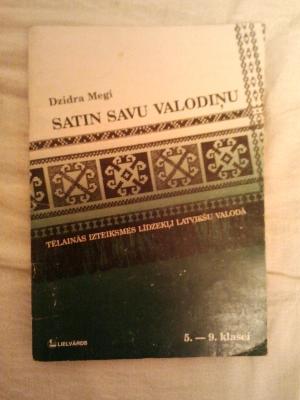 Dzidra Megi
SATIN SAVU VALODIŅU
TĒLAINĀS IZTEIKSMES LĪDZEKĻI LATVIEŠU VALODĀ
5. — 9. klasei
LIELVĀRDS